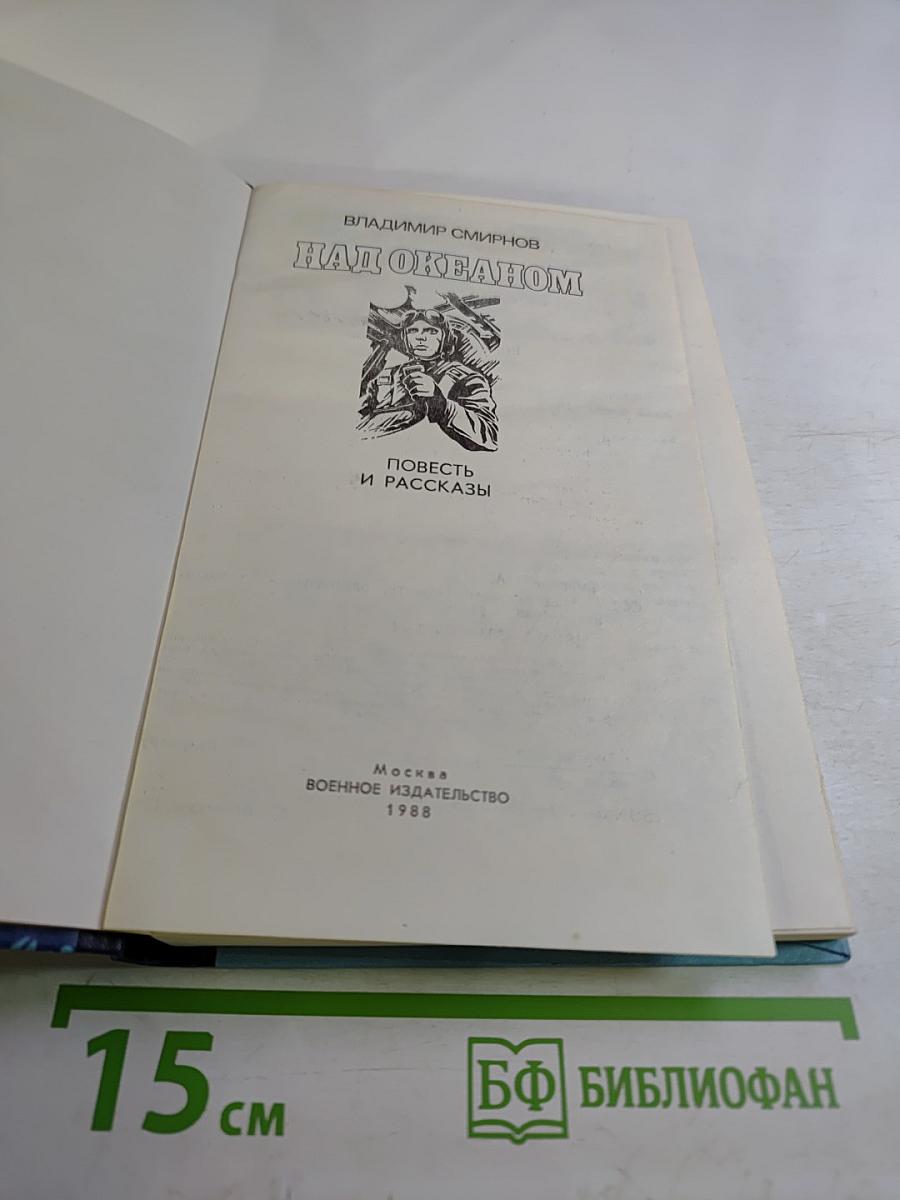 ВЛАДИМИР СМИРНОВ
НАД ОКЕАНОМ
ПОВЕСТЬ
И РАССКАЗЫ
Москва
ВОЕННОЕ ИЗДАТЕЛЬСТВО
1988
15 см
БФ БИБЛИОФАН